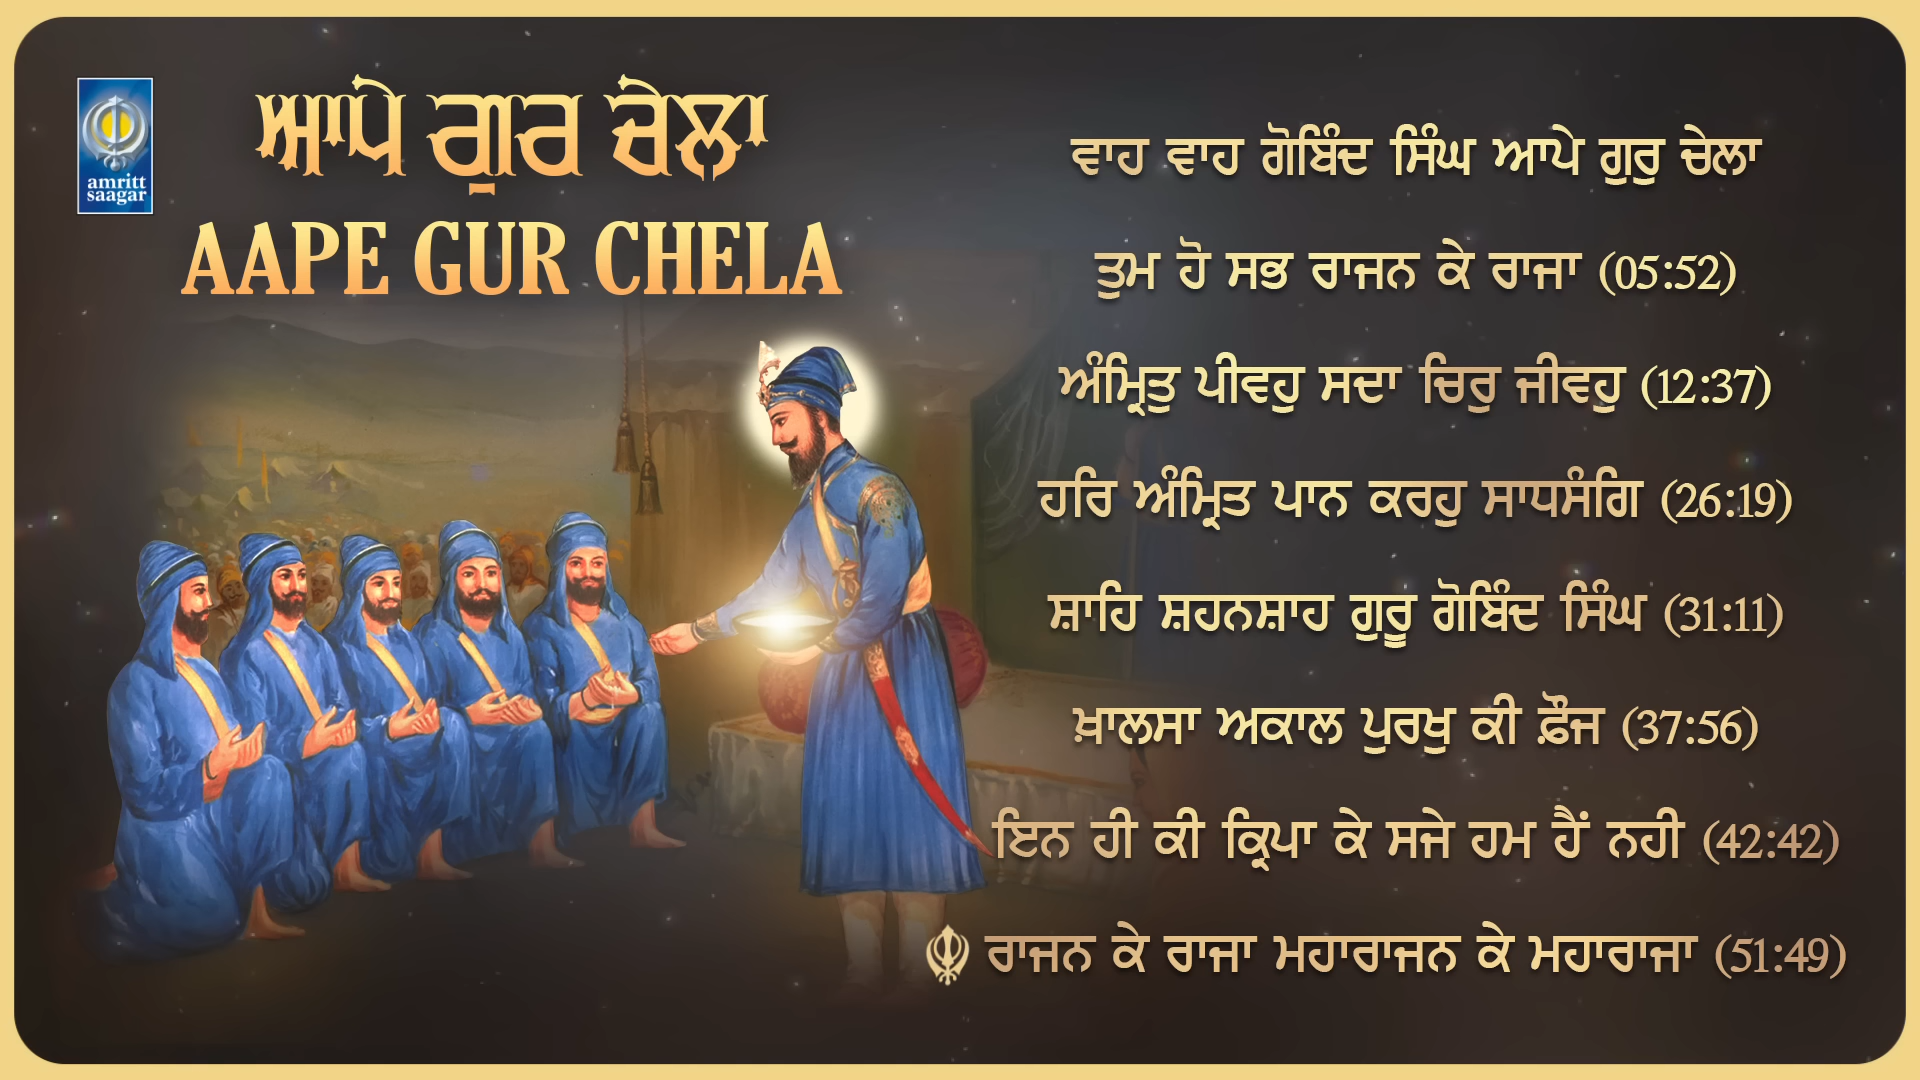 amritt
saagar
ਆਪੇ ਗੁਰ ਚੇਲਾ
AAPE GUR CHELA
ਵਾਹ ਵਾਹ ਗੋਬਿੰਦ ਸਿੰਘ ਆਪੇ ਗੁਰੁ ਚੇਲਾ
ਤੁਮ ਹੋ ਸਭ ਰਾਜਨ ਕੇ ਰਾਜਾ (05:52)
ਅੰਮ੍ਰਿਤੁ ਪੀਵਹੁ ਸਦਾ ਚਿਰੁ ਜੀਵਹੁ (12:37)
ਹਰਿ ਅੰਮ੍ਰਿਤ ਪਾਨ ਕਰਹੁ ਸਾਧਸੰਗਿ (26:19)
ਸ਼ਾਹਿ ਸ਼ਹਨਸ਼ਾਹ ਗੁਰੂ ਗੋਬਿੰਦ ਸਿੰਘ (31:11)
ਖ਼ਾਲਸਾ ਅਕਾਲ ਪੁਰਖੁ ਕੀ ਫ਼ੌਜ (37:56)
ਇਨ ਹੀ ਕੀ ਕ੍ਰਿਪਾ ਕੇ ਸਜੇ ਹਮ ਹੈਂ ਨਹੀ (42:42)
ਰਾਜਨ ਕੇ ਰਾਜਾ ਮਹਾਰਾਜਨ ਕੇ ਮਹਾਰਾਜਾ (51:49)